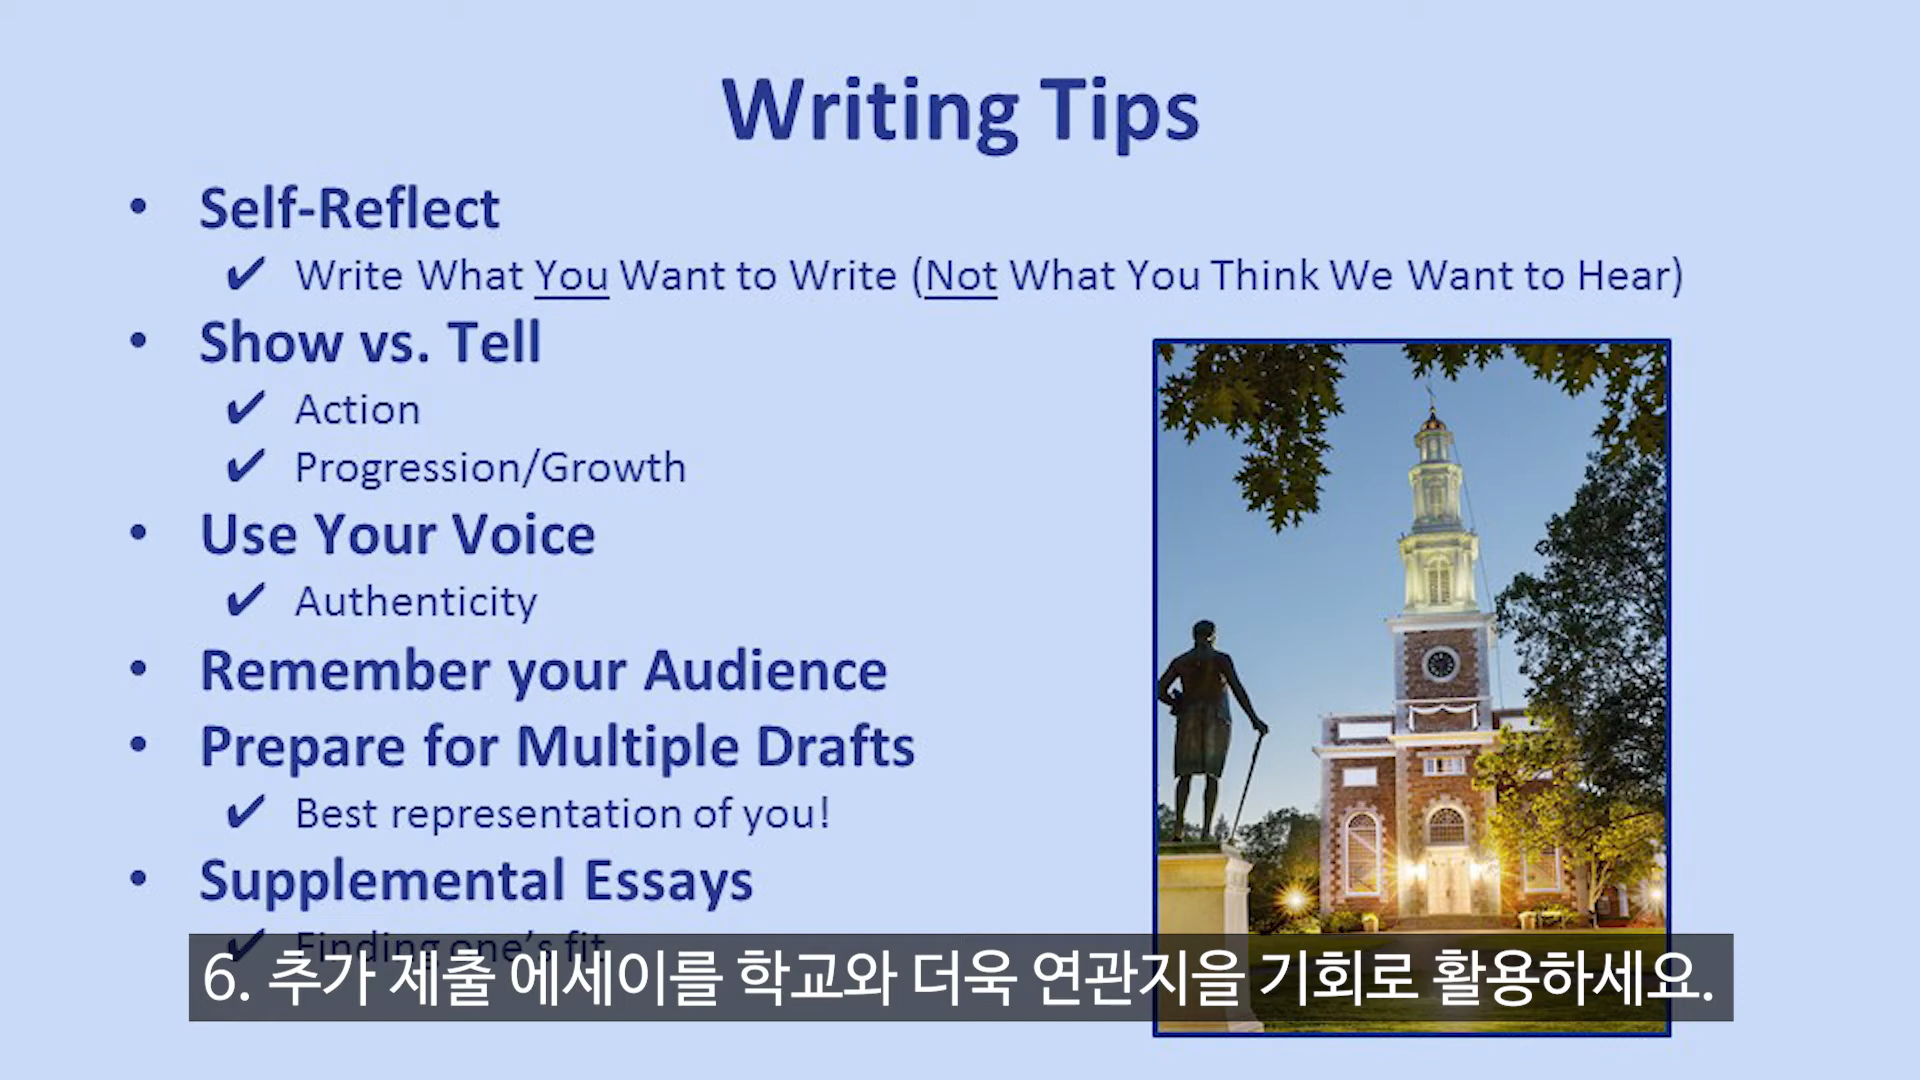 Writing Tips
• Self-Reflect
✔ Write What You Want to Write (Not What You Think We Want to Hear)
• Show vs. Tell
✔ Action
✔ Progression/Growth
• Use Your Voice
✔ Authenticity
• Remember your Audience
• Prepare for Multiple Drafts
✔ Best representation of you!
• Supplemental Essays
✔ Finding one's fit
6. 추가 제출 에세이를 학교와 더욱 연관지을 기회로 활용하세요.